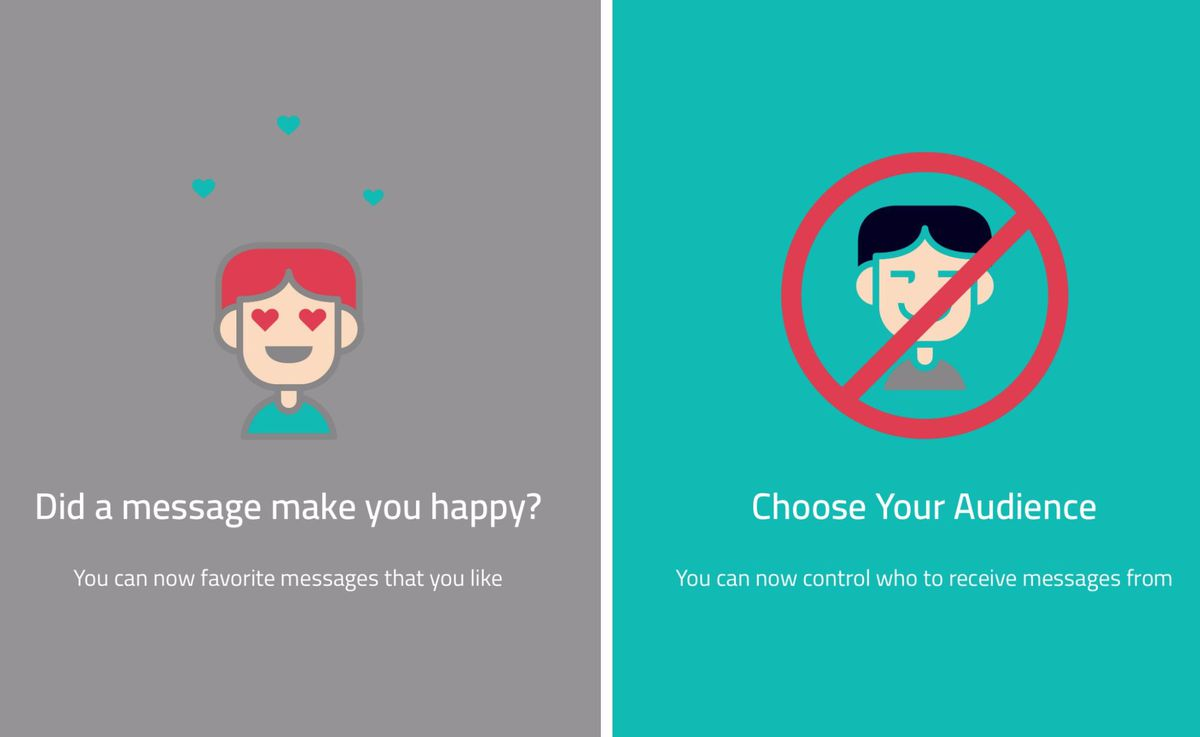 Did a message make you happy?
You can now favorite messages that you like
Choose Your Audience
You can now control who to receive messages from